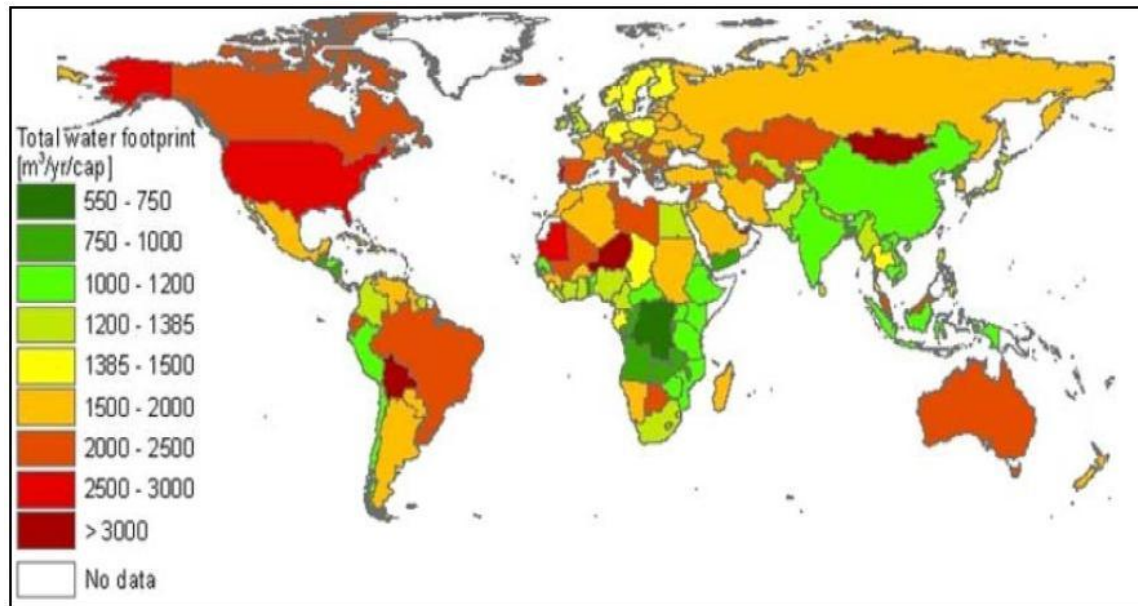 Total water footprint
[m³/yr/cap]
550 - 750
750 - 1000
1000 - 1200
1200 - 1385
1385 - 1500
1500 - 2000
2000 - 2500
2500 - 3000
> 3000
No data